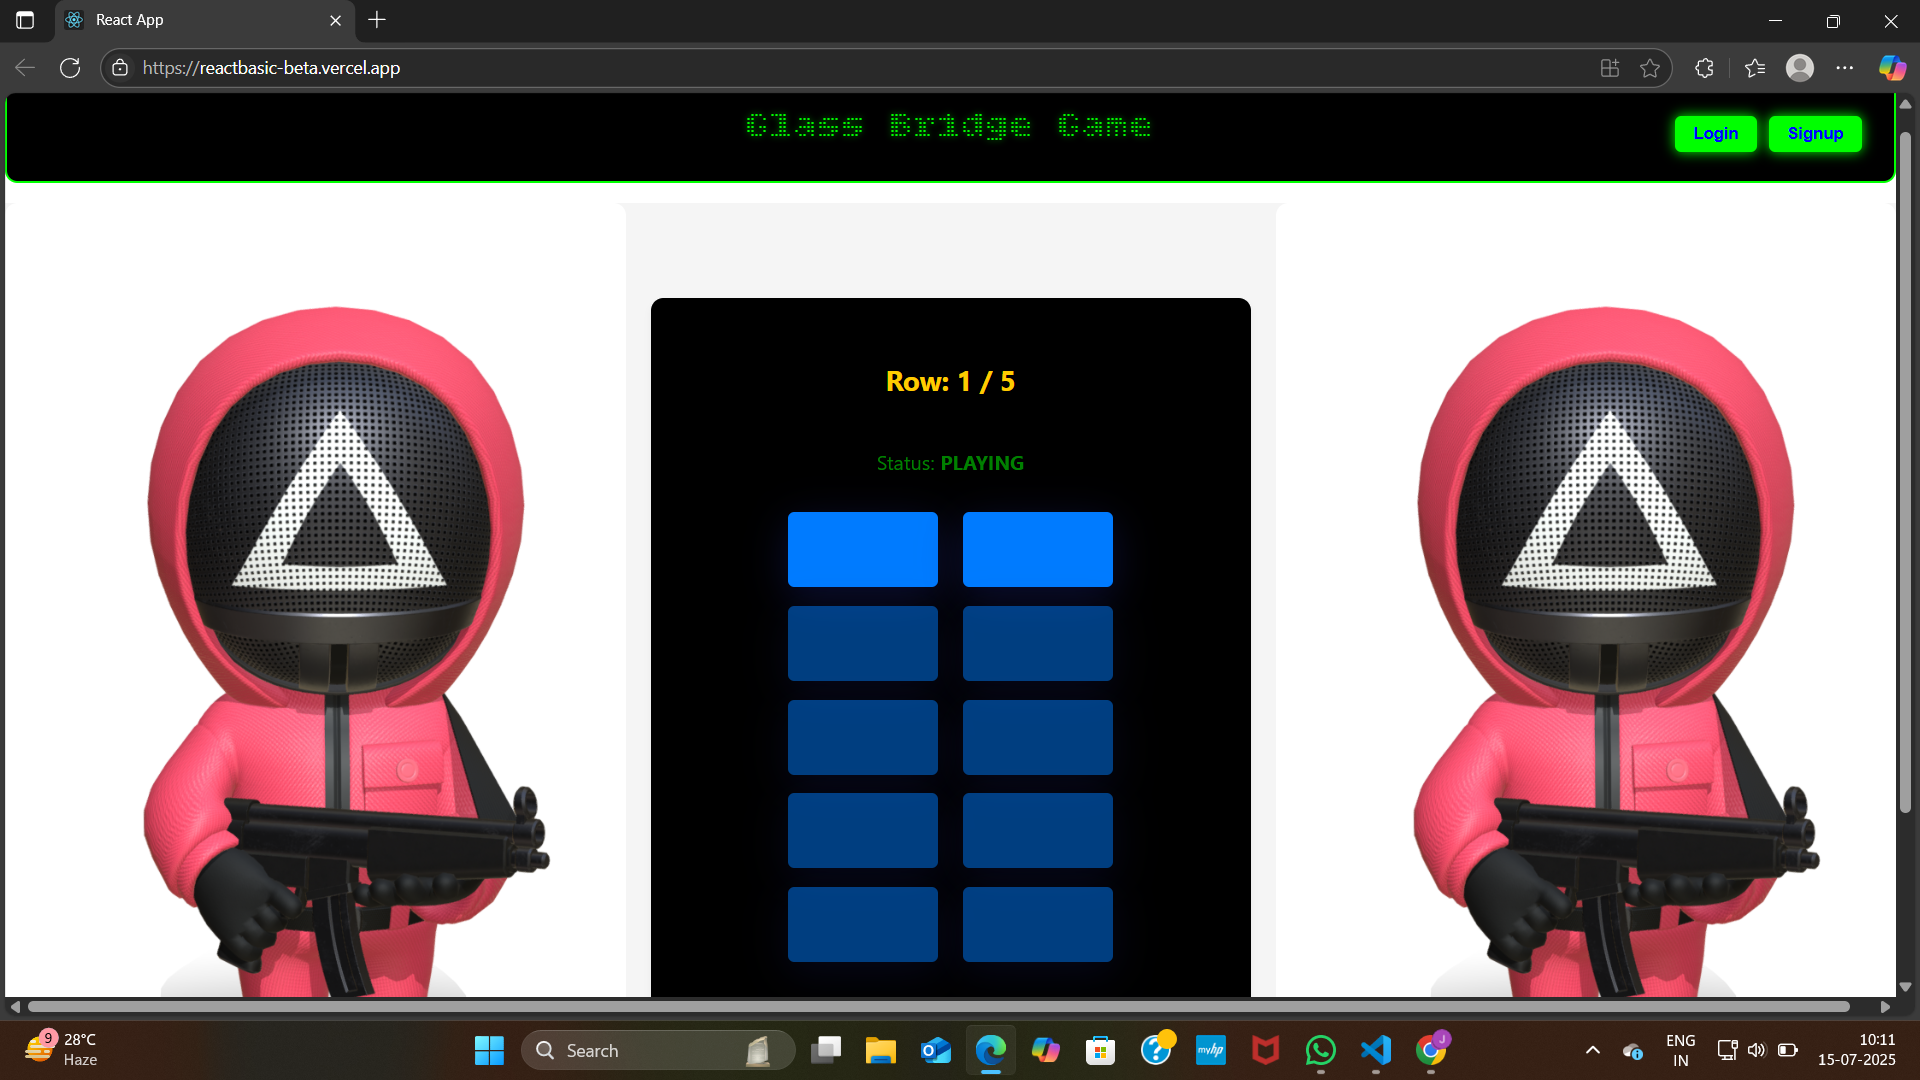 React App
https://reactbasic-beta.vercel.app
Glass Bridge Game
Login
Signup
Row: 1 / 5
Status: PLAYING
9
28°C
Haze
Search
myhp
J
ENG
IN
10:11
15-07-2025